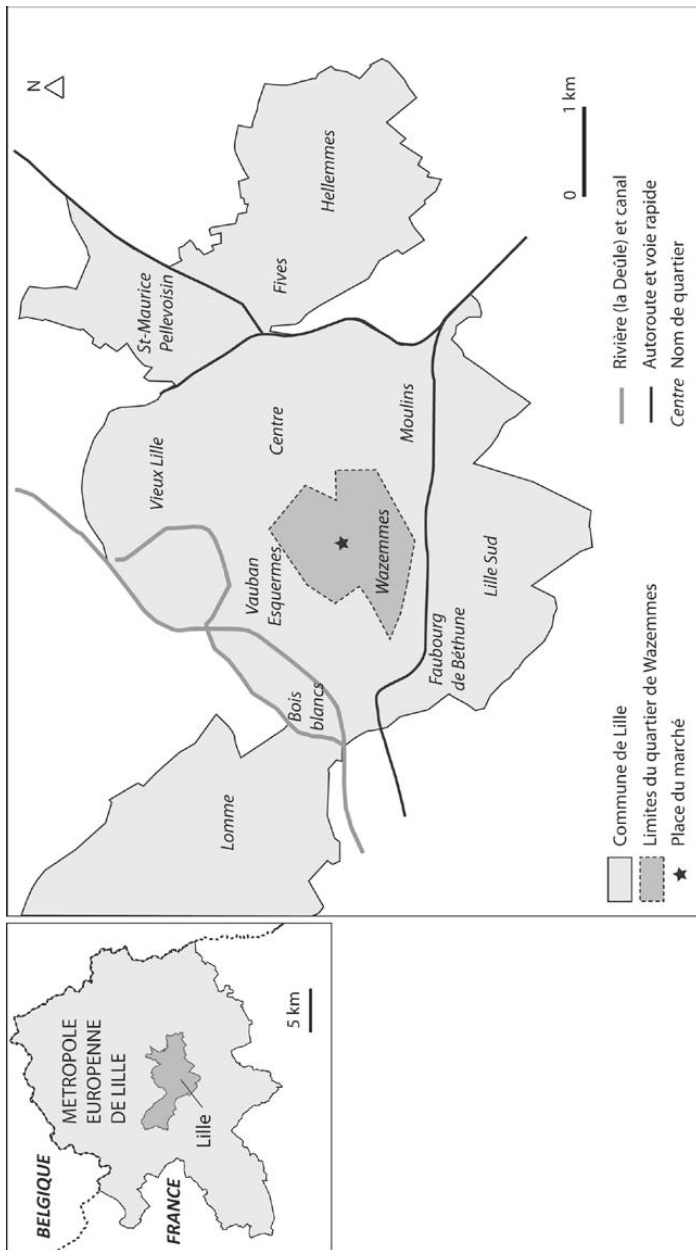 BELGIQUE
FRANCE
METROPOLE
EUROPENNE
DE LILLE
Lille
5 km
N
St-Maurice
Pellevoisin
Vieux Lille
Fives
Hellemmes
Centre
Lomme
Bois
blancs
Vauban
Esquermes
Wazemmes
Moulins
Faubourg
de Béthune
Lille Sud
0 1 km
Commune de Lille
Limites du quartier de Wazemmes
Place du marché
Rivière (la Deûle) et canal
Autoroute et voie rapide
Centre Nom de quartier